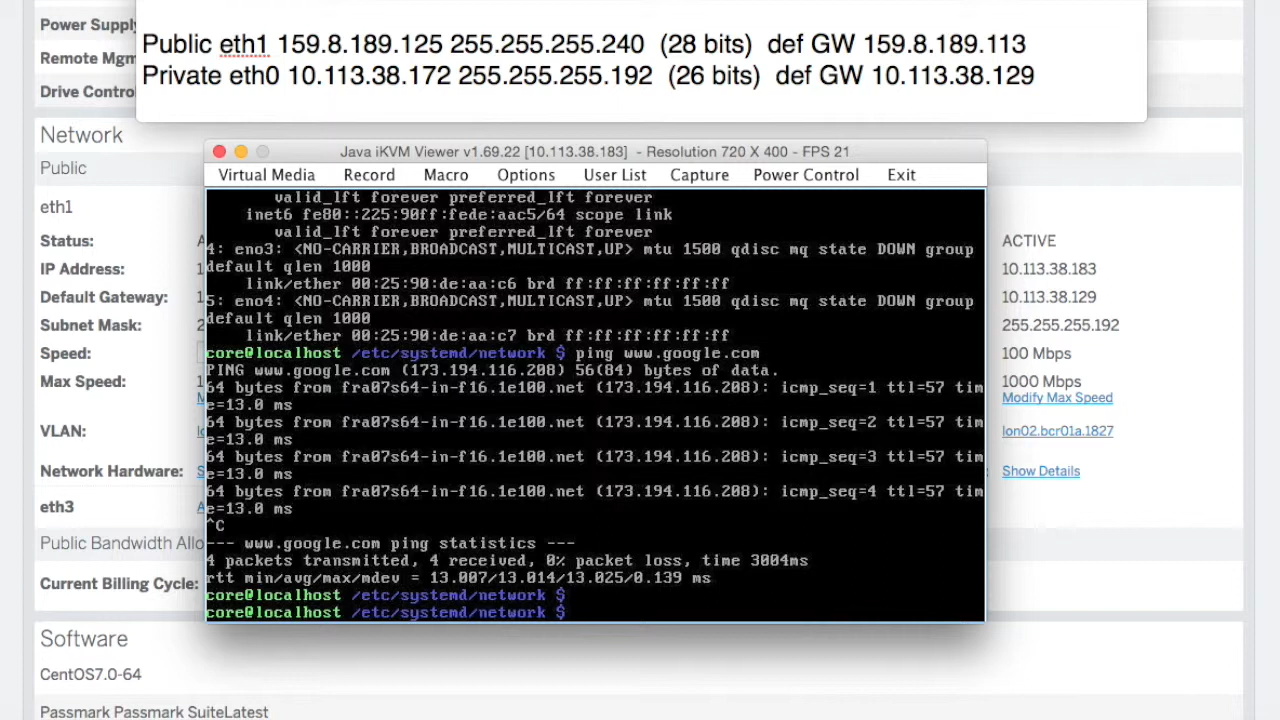 Power Supply
Public eth1 159.8.189.125 255.255.255.240 (28 bits) def GW 159.8.189.113
Remote Mgm
Private eth0 10.113.38.172 255.255.255.192 (26 bits) def GW 10.113.38.129
Drive Contro
Network
Java iKVM Viewer v1.69.22 [10.113.38.183] - Resolution 720 X 400 - FPS 21
Public
Virtual Media Record Macro Options User List Capture Power Control Exit
valid_lft forever preferred_lft forever
eth1
inet6 fe80::225:90ff:fede:aac5/64 scope link
valid_lft forever preferred_lft forever
Status: ACTIVE
4: eno3: <NO-CARRIER,BROADCAST,MULTICAST,UP> mtu 1500 qdisc mq state DOWN group
default qlen 1000
IP Address: 10.113.38.183
link/ether 00:25:90:de:aa:c6 brd ff:ff:ff:ff:ff:ff
Default Gateway: 10.113.38.129
5: eno4: <NO-CARRIER,BROADCAST,MULTICAST,UP> mtu 1500 qdisc mq state DOWN group
default qlen 1000
Subnet Mask: 255.255.255.192
link/ether 00:25:90:de:aa:c7 brd ff:ff:ff:ff:ff:ff
Speed: 100 Mbps
core@localhost /etc/systemd/network $ ping www.google.com
PING www.google.com (173.194.116.208) 56(84) bytes of data.
Max Speed: 1000 Mbps
64 bytes from fra07s64-in-f16.1e100.net (173.194.116.208): icmp_seq=1 ttl=57 tim
Modify Max Speed
e=13.0 ms
64 bytes from fra07s64-in-f16.1e100.net (173.194.116.208): icmp_seq=2 ttl=57 tim
VLAN: lon02.bcr01a.1827
e=13.0 ms
64 bytes from fra07s64-in-f16.1e100.net (173.194.116.208): icmp_seq=3 ttl=57 tim
Network Hardware: Show Details
e=13.0 ms
64 bytes from fra07s64-in-f16.1e100.net (173.194.116.208): icmp_seq=4 ttl=57 tim
eth3
e=13.0 ms
^C
Public Bandwidth Allo
--- www.google.com ping statistics ---
4 packets transmitted, 4 received, 0% packet loss, time 3004ms
Current Billing Cycle:
rtt min/avg/max/mdev = 13.007/13.014/13.025/0.139 ms
core@localhost /etc/systemd/network $
core@localhost /etc/systemd/network $
Software
CentOS7.0-64
Passmark Passmark SuiteLatest